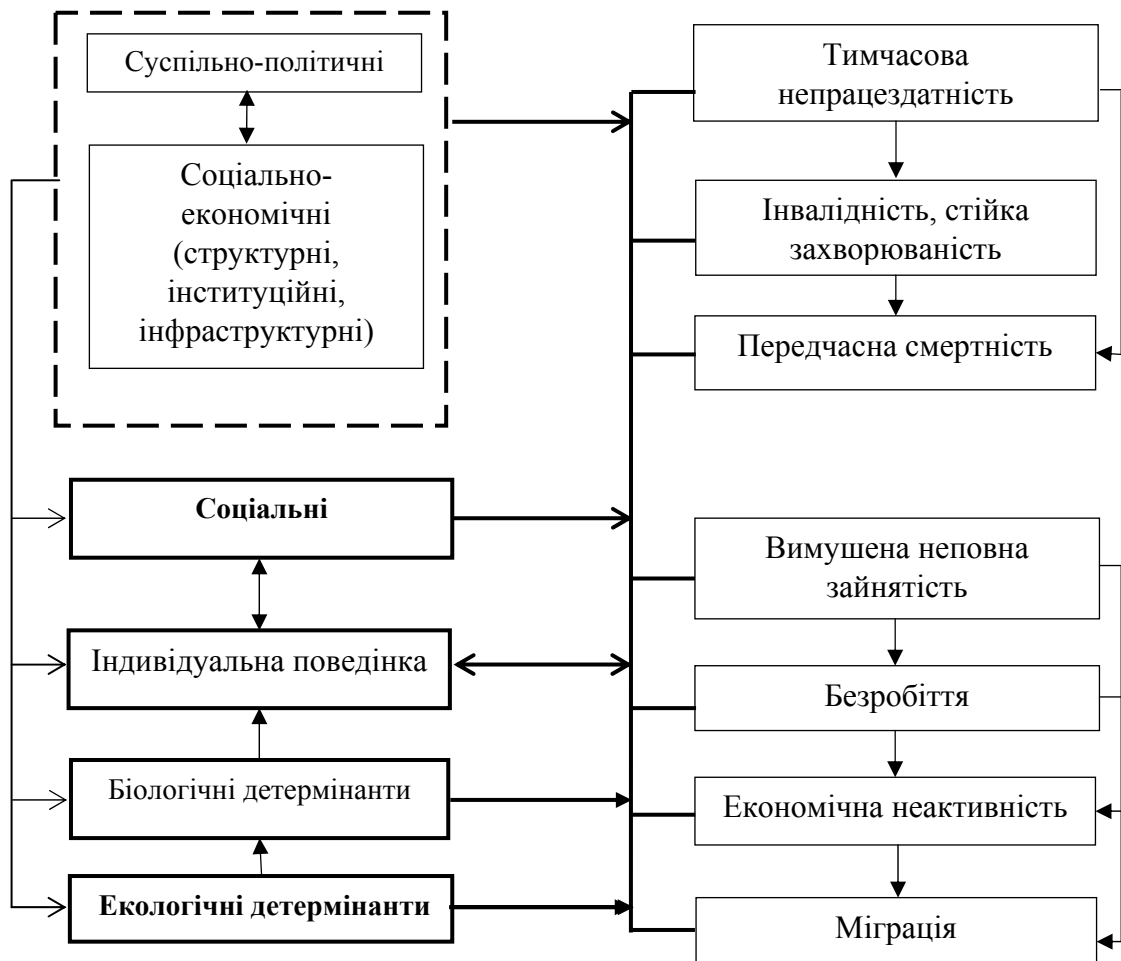 Суспільно-політичні
Соціально-
економічні
(структурні,
інституційні,
інфраструктурні)
Соціальні
Індивідуальна поведінка
Біологічні детермінанти
Екологічні детермінанти
Тимчасова
непрацездатність
Інвалідність, стійка
захворюваність
Передчасна смертність
Вимушена неповна
зайнятість
Безробіття
Економічна неактивність
Міграція